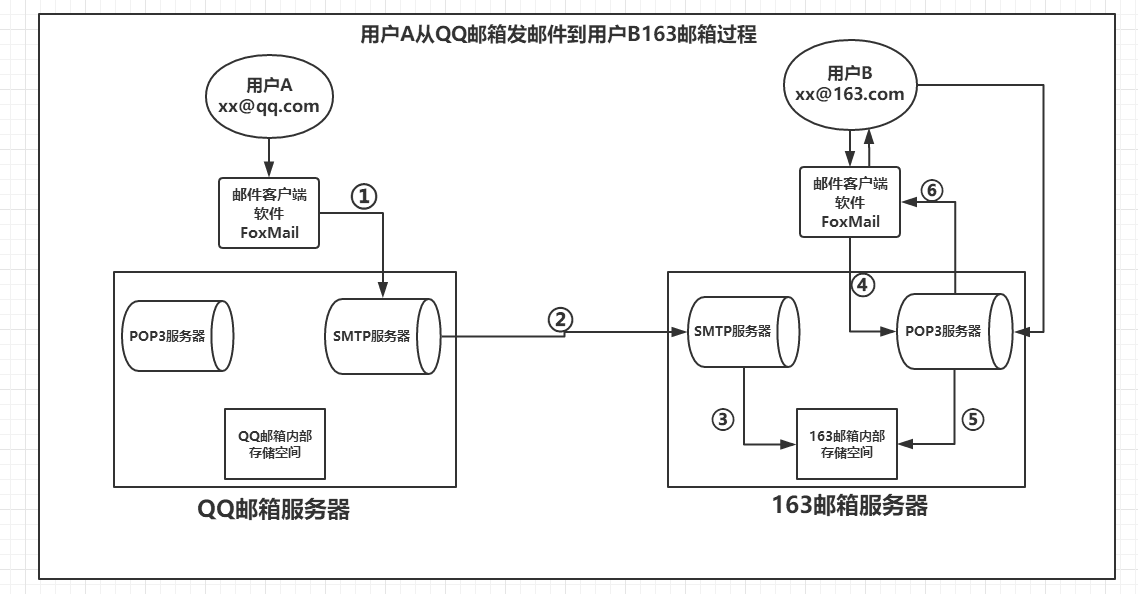 用户A从QQ邮箱发邮件到用户B163邮箱过程
用户A
xx@qq.com
用户B
xx@163.com
邮件客户端
软件
FoxMail
①
邮件客户端
软件
FoxMail
⑥
④
POP3服务器
SMTP服务器
②
SMTP服务器
POP3服务器
③
⑤
QQ邮箱内部
存储空间
163邮箱内部
存储空间
QQ邮箱服务器
163邮箱服务器